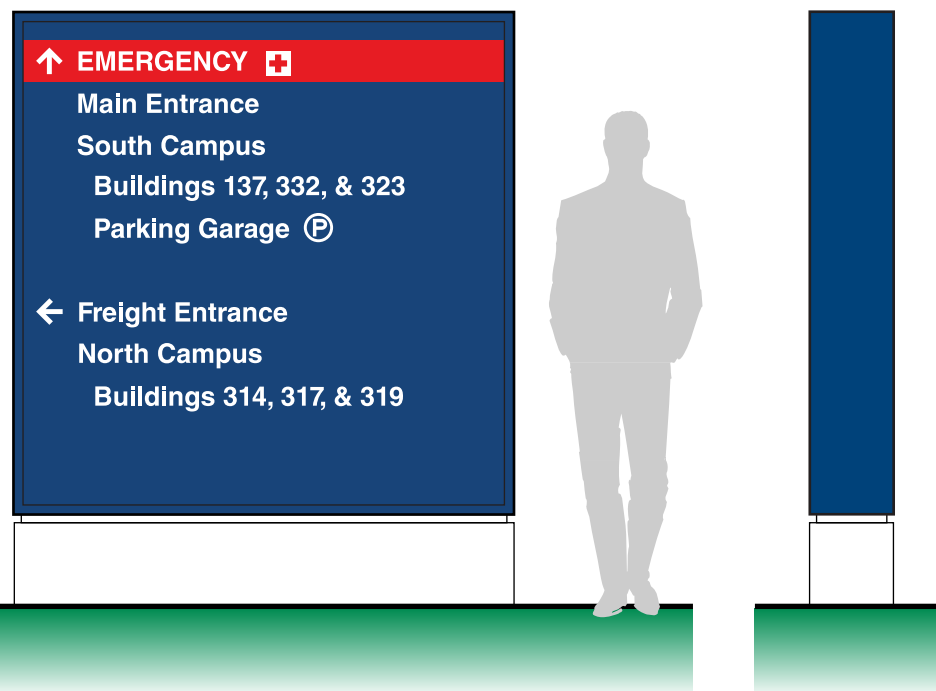 EMERGENCY
Main Entrance
South Campus
Buildings 137, 332, & 323
Parking Garage P
Freight Entrance
North Campus
Buildings 314, 317, & 319